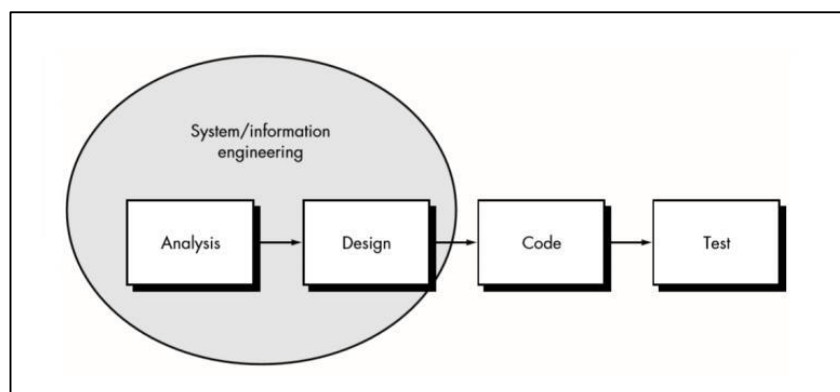 System/information
engineering
Analysis
Design
Code
Test